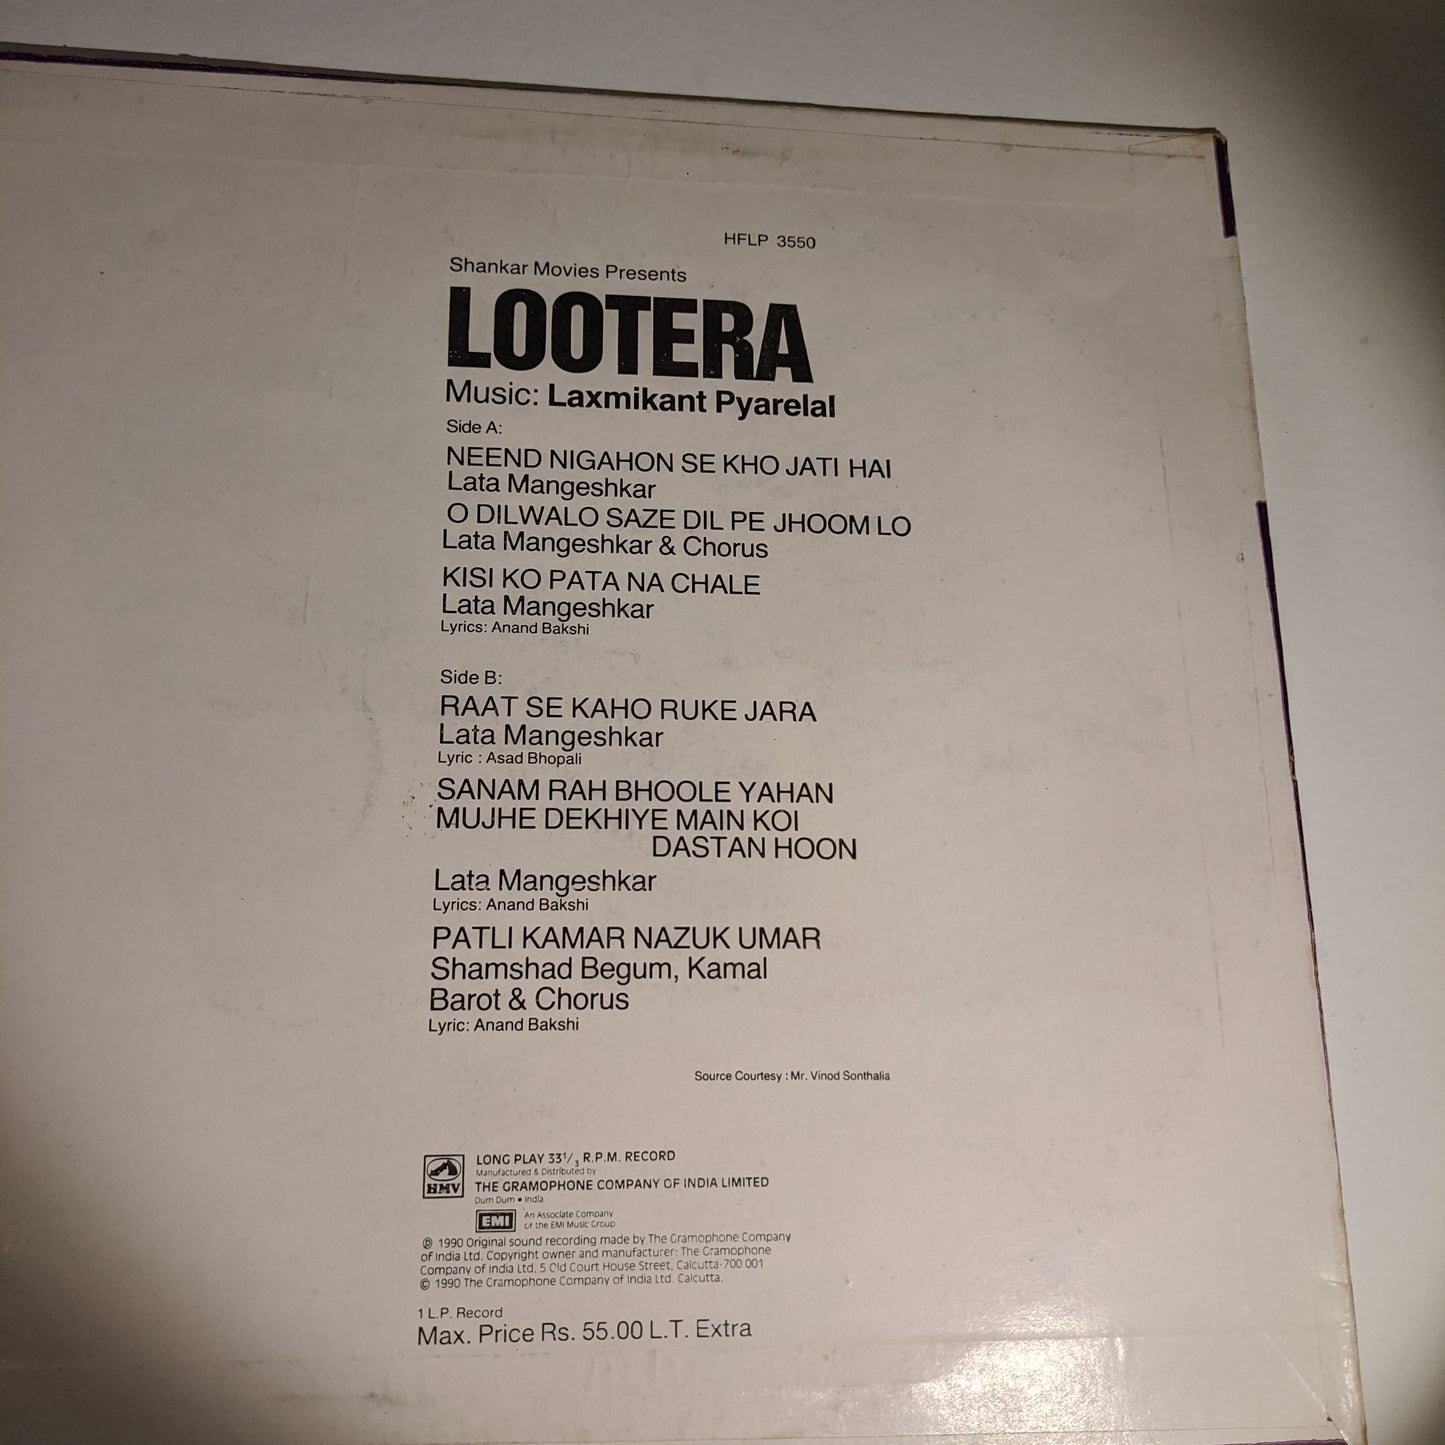 HFLP 3550
Shankar Movies Presents
LOOTERA
Music: Laxmikant Pyarelal
Side A:
NEEND NIGAHON SE KHO JATI HAI
Lata Mangeshkar
O DILWALO SAZE DIL PE JHOOM LO
Lata Mangeshkar & Chorus
KISI KO PATA NA CHALE
Lata Mangeshkar
Lyrics: Anand Bakshi
Side B:
RAAT SE KAHO RUKE JARA
Lata Mangeshkar
Lyric : Asad Bhopali
SANAM RAH BHOOLE YAHAN
MUJHE DEKHIYE MAIN KOI
DASTAN HOON
Lata Mangeshkar
Lyrics: Anand Bakshi
PATLI KAMAR NAZUK UMAR
Shamshad Begum, Kamal
Barot & Chorus
Lyric: Anand Bakshi
Source Courtesy : Mr. Vinod Sonthalia
HMV
LONG PLAY 33 1/3 R.P.M. RECORD
Manufactured & Distributed by
THE GRAMOPHONE COMPANY OF INDIA LIMITED
Dum Dum • India
EMI
An Associate Company
of the EMI Music Group
℗ 1990 Original sound recording made by The Gramophone Company
of India Ltd. Copyright owner and manufacturer: The Gramophone
Company of India Ltd. 5 Old Court House Street, Calcutta-700 001
© 1990 The Gramophone Company of India Ltd. Calcutta.
1 L.P. Record
Max. Price Rs. 55.00 L.T. Extra